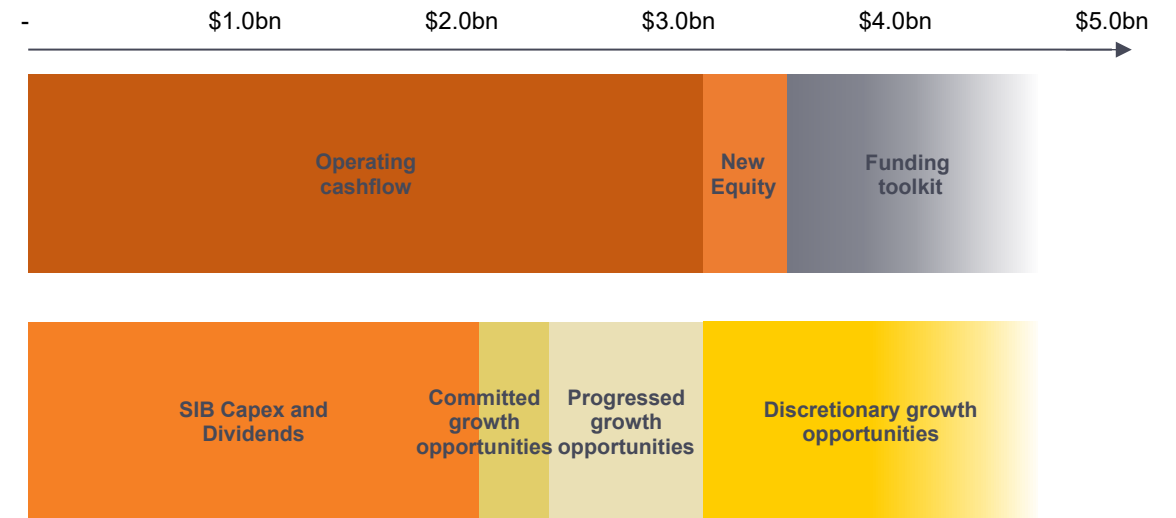 - $1.0bn $2.0bn $3.0bn $4.0bn $5.0bn
Operating
cashflow
New
Equity
Funding
toolkit
SIB Capex and
Dividends
Committed
growth
opportunities
Progressed
growth
opportunities
Discretionary growth
opportunities